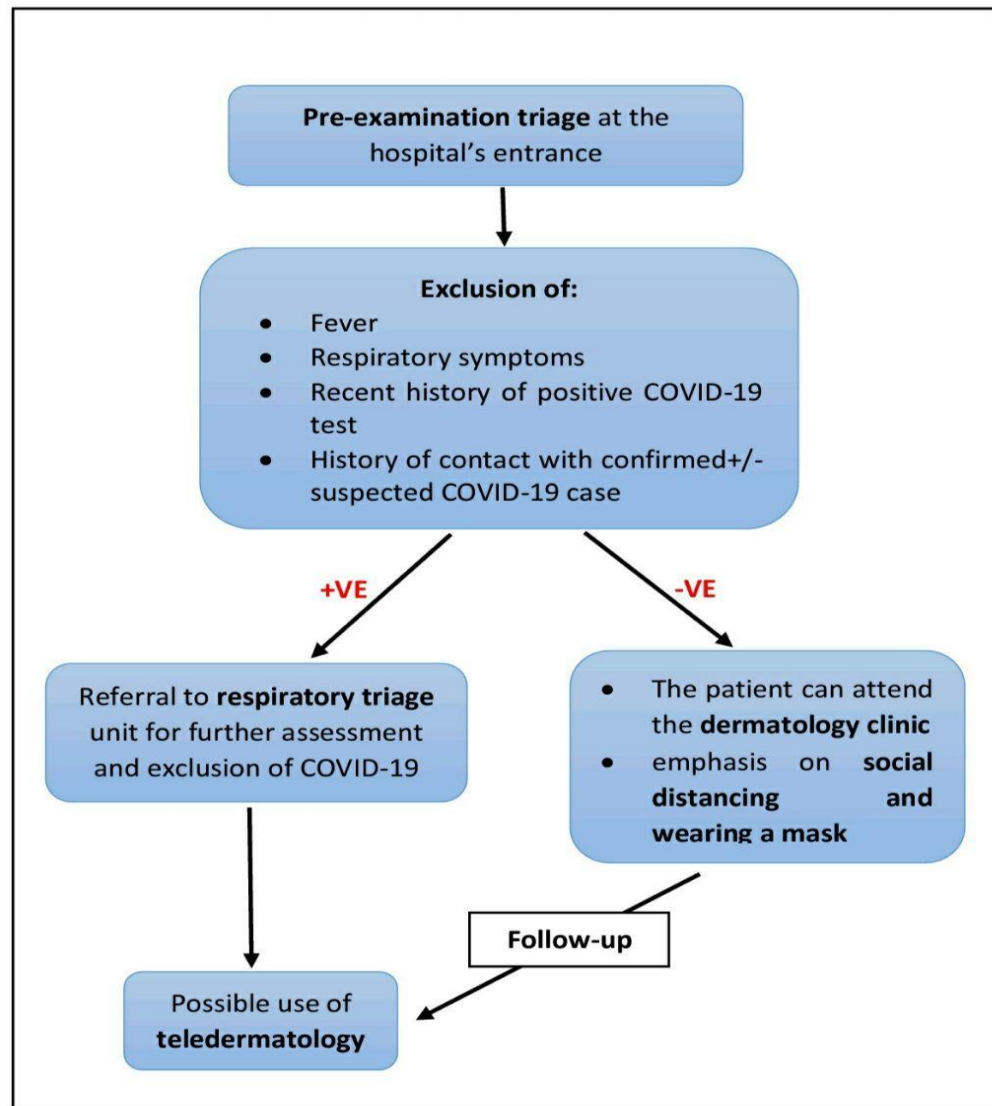 Pre-examination triage at the
hospital's entrance
Exclusion of:
• Fever
• Respiratory symptoms
• Recent history of positive COVID-19
test
• History of contact with confirmed+/-
suspected COVID-19 case
+VE
-VE
Referral to respiratory triage
unit for further assessment
and exclusion of COVID-19
• The patient can attend
the dermatology clinic
• emphasis on social
distancing and
wearing a mask
Follow-up
Possible use of
teledermatology